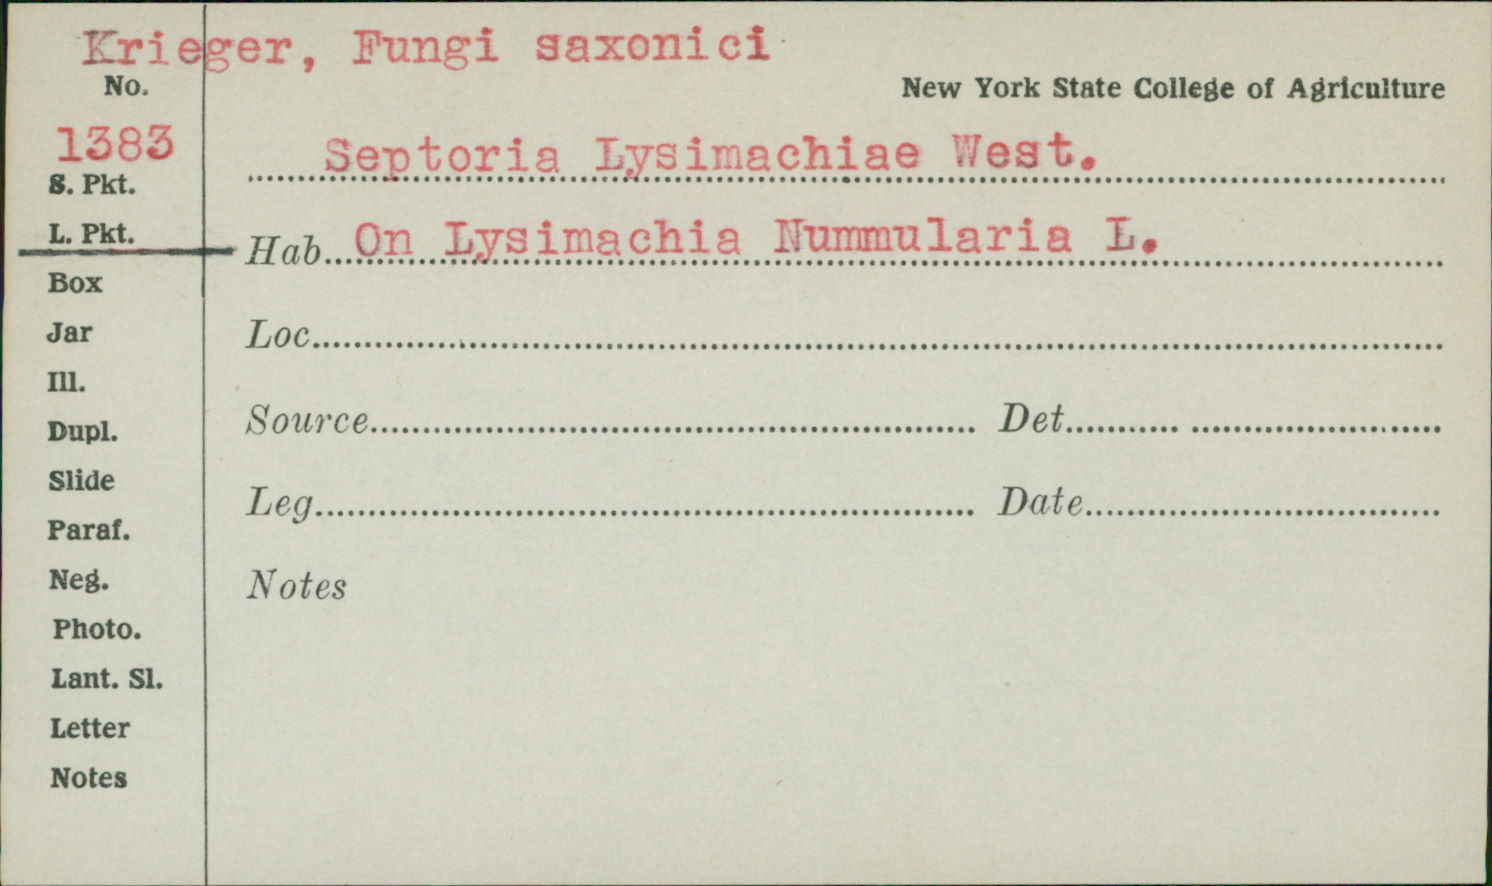 Krieger, Fungi saxonici
No.
New York State College of Agriculture
1383
Septoria Lysimachiae West.
S. Pkt.
L. Pkt.
Hab. On Lysimachia Nummularia L.
Box
Jar
Loc.
Ill.
Dupl.
Source Det.
Slide
Leg. Date
Paraf.
Neg.
Notes
Photo.
Lant. Sl.
Letter
Notes